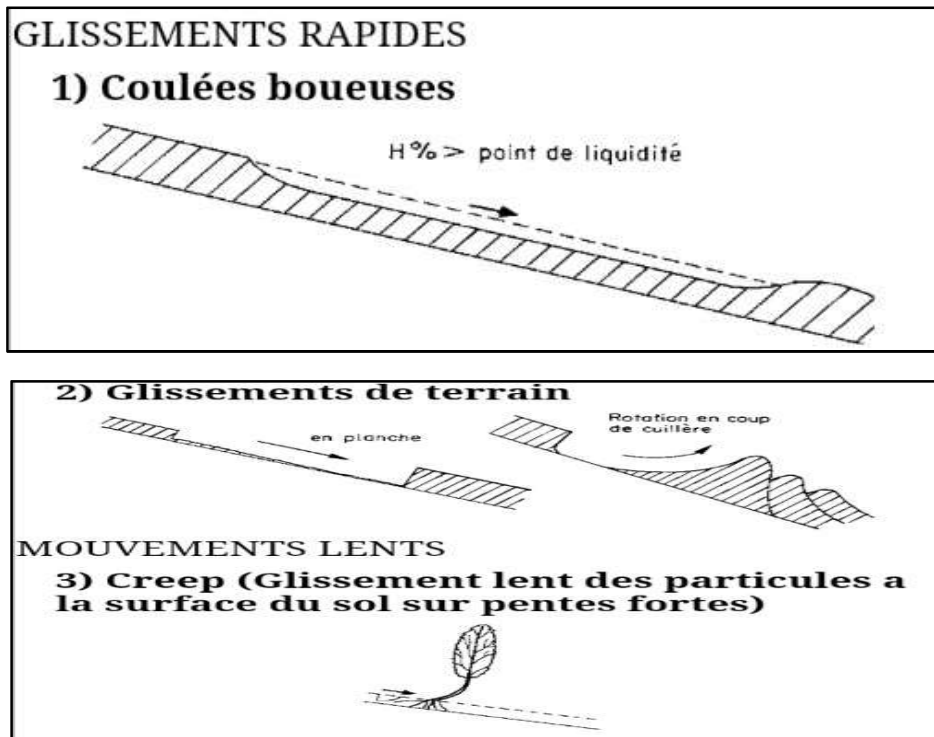 GLISSEMENTS RAPIDES
1) Coulées boueuses
H% > point de liquidité
2) Glissements de terrain
en planche
Rotation en coup
de cuillère
MOUVEMENTS LENTS
3) Creep (Glissement lent des particules a
la surface du sol sur pentes fortes)